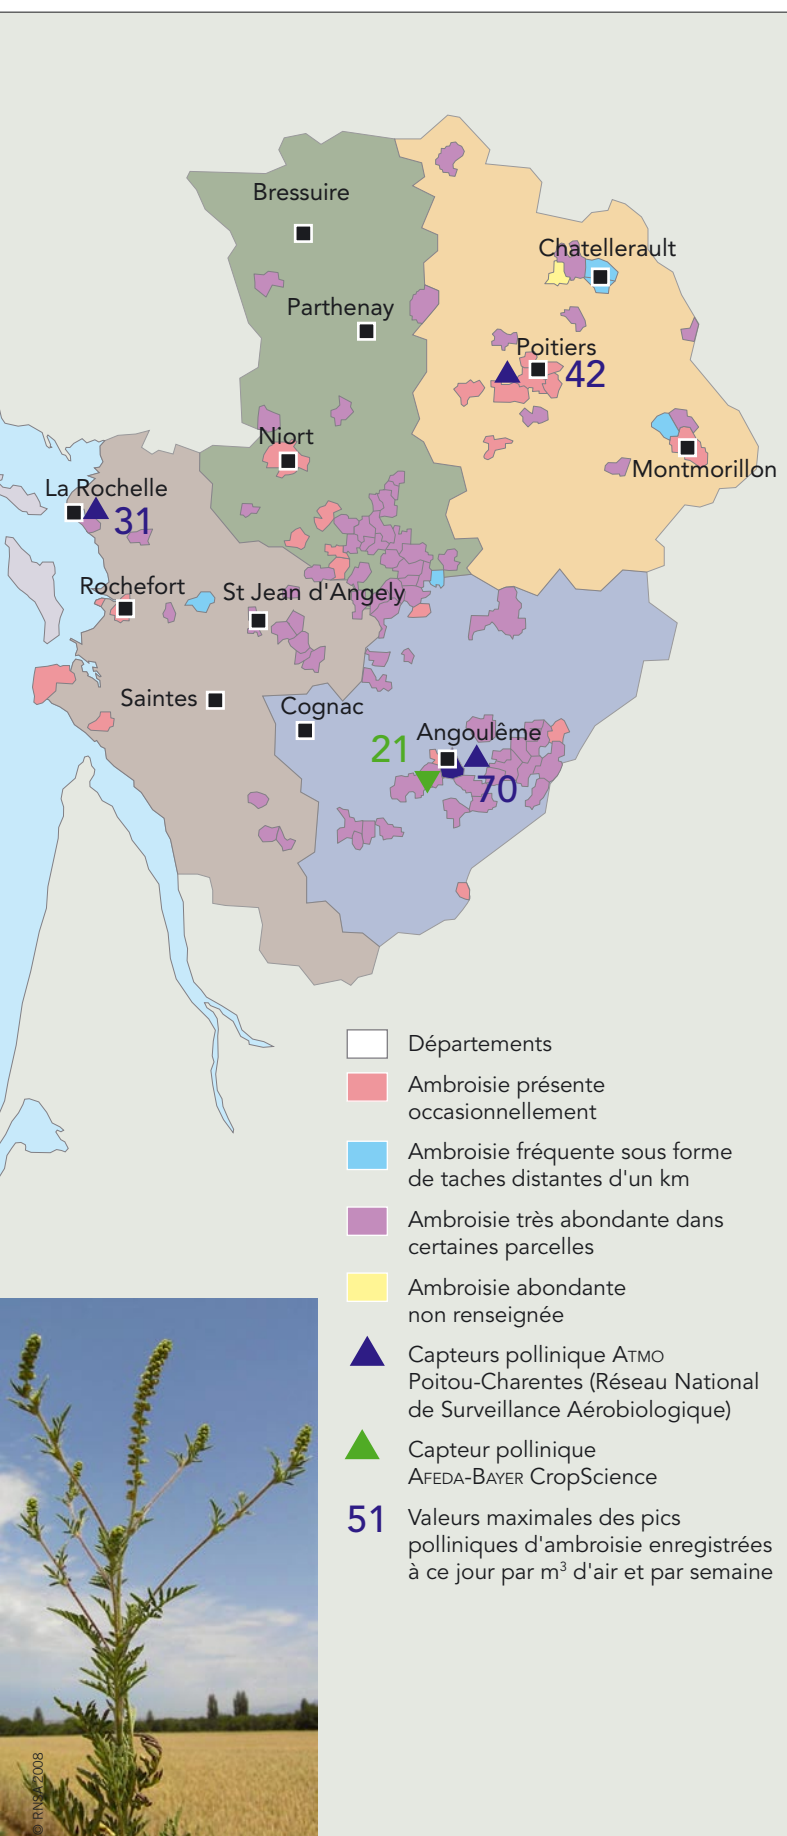 Bressuire
Chatellerault
Parthenay
Poitiers
42
Niort
Montmorillon
La Rochelle
31
Rochefort
St Jean d'Angely
Saintes
Cognac
Angoulême
21
70
Départements
Ambroisie présente
occasionnellement
Ambroisie fréquente sous forme
de taches distantes d'un km
Ambroisie très abondante dans
certaines parcelles
Ambroisie abondante
non renseignée
Capteurs pollinique ATMO
Poitou-Charentes (Réseau National
de Surveillance Aérobiologique)
Capteur pollinique
AFEDA-BAYER CropScience
51
Valeurs maximales des pics
polliniques d'ambroisie enregistrées
à ce jour par m³ d'air et par semaine
© RNSA 2008